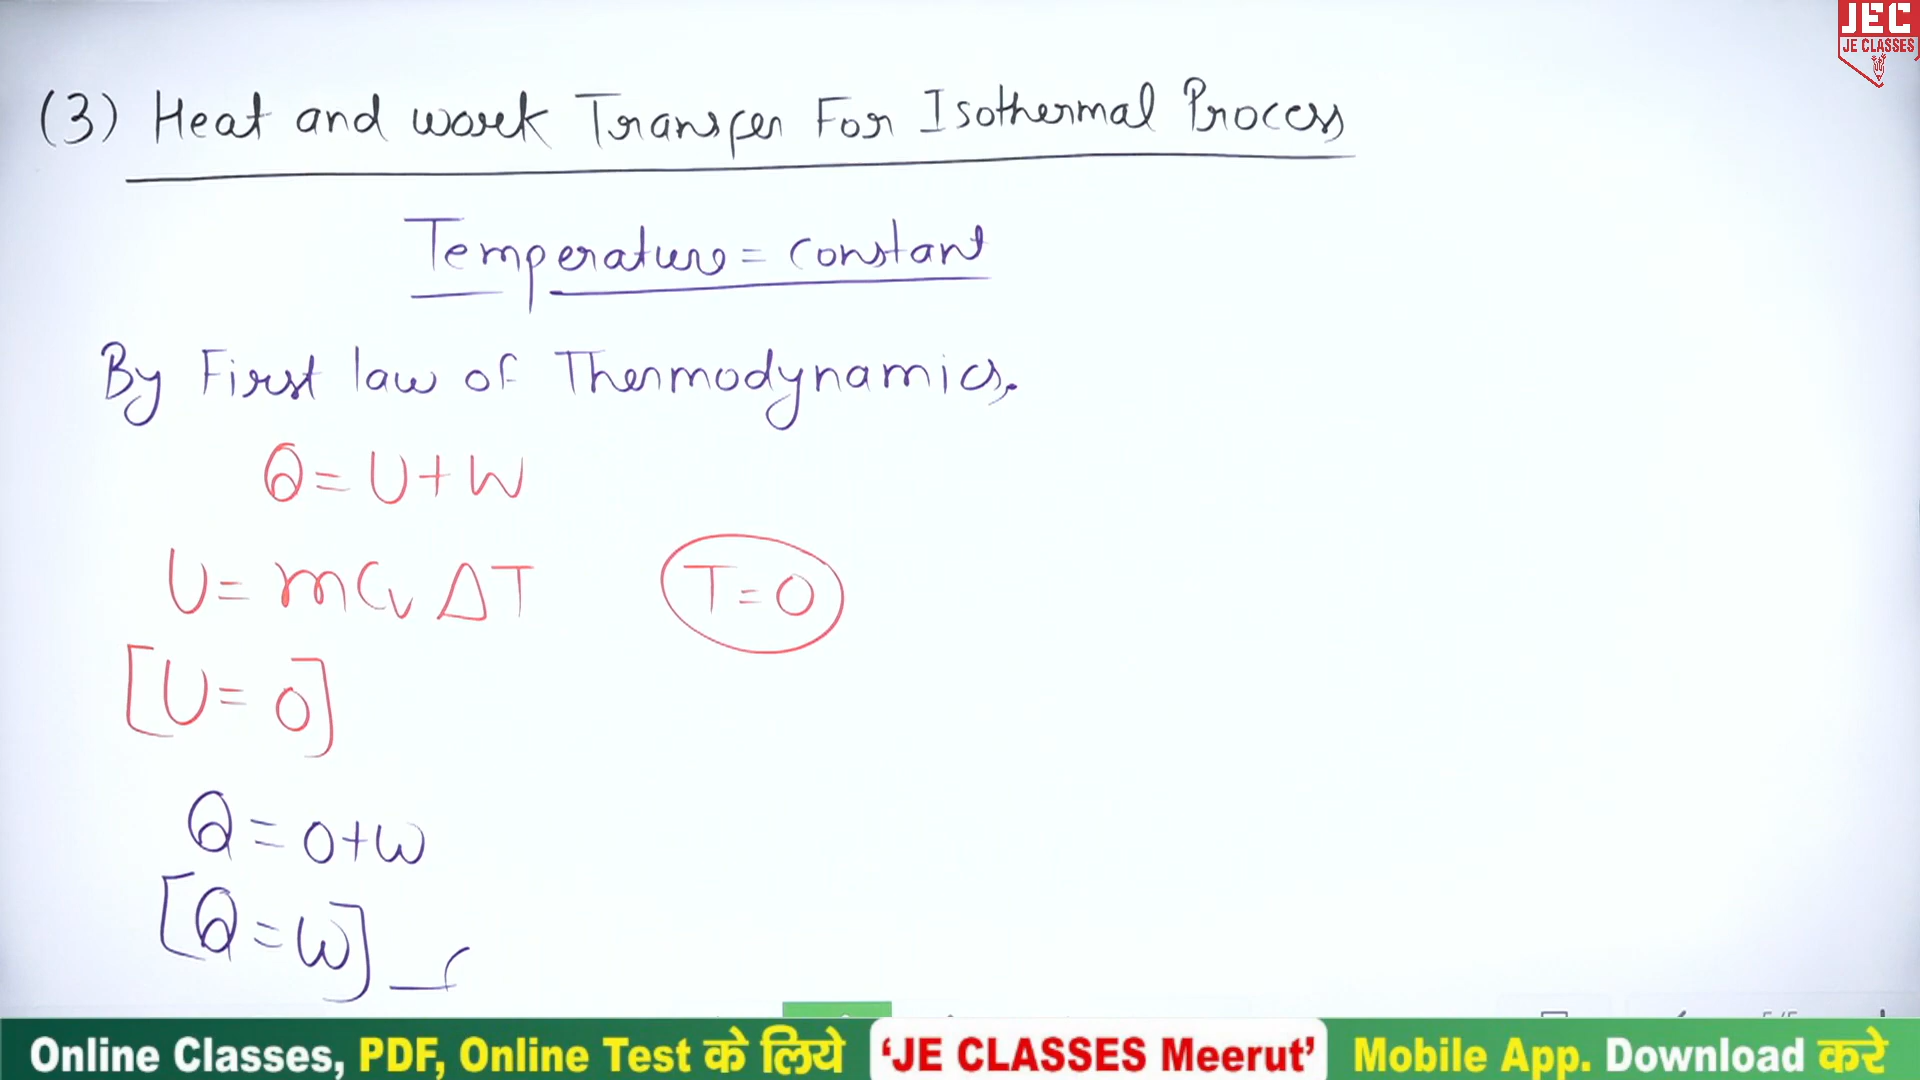 JEC
JE CLASSES
(3) Heat and work Transfer For Isothermal Process
Temperature = constant
By First law of Thermodynamics.
Q = U + W
U = mCv ΔT
T = 0
[U = 0]
Q = 0 + W
[Q = W]
Online Classes, PDF, Online Test के लिये 'JE CLASSES Meerut' Mobile App. Download करे